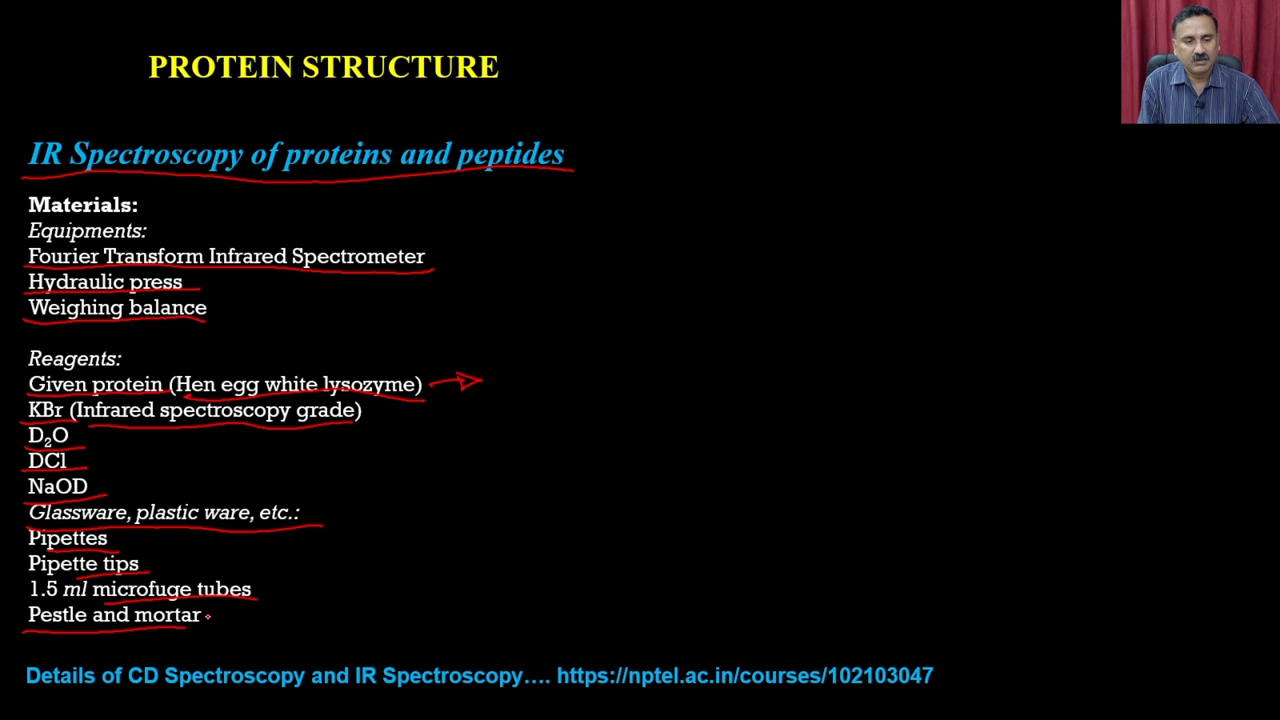 PROTEIN STRUCTURE
IR Spectroscopy of proteins and peptides
Materials:
Equipments:
Fourier Transform Infrared Spectrometer
Hydraulic press
Weighing balance
Reagents:
Given protein (Hen egg white lysozyme)
KBr (Infrared spectroscopy grade)
D₂O
DCl
NaOD
Glassware, plastic ware, etc.:
Pipettes
Pipette tips
1.5 ml microfuge tubes
Pestle and mortar
Details of CD Spectroscopy and IR Spectroscopy…. https://nptel.ac.in/courses/102103047